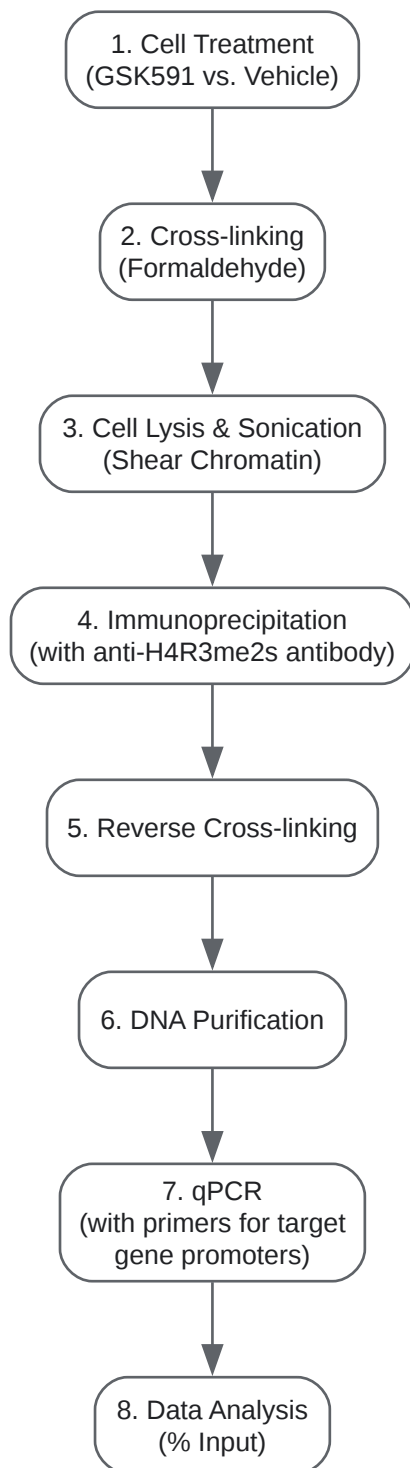 1. Cell Treatment
(GSK591 vs. Vehicle)
2. Cross-linking
(Formaldehyde)
3. Cell Lysis & Sonication
(Shear Chromatin)
4. Immunoprecipitation
(with anti-H4R3me2s antibody)
5. Reverse Cross-linking
6. DNA Purification
7. qPCR
(with primers for target
gene promoters)
8. Data Analysis
(% Input)